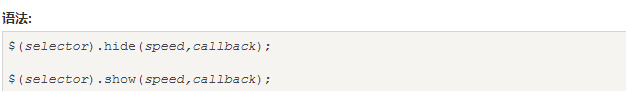 语法:
$(selector).hide(speed,callback);
$(selector).show(speed,callback);